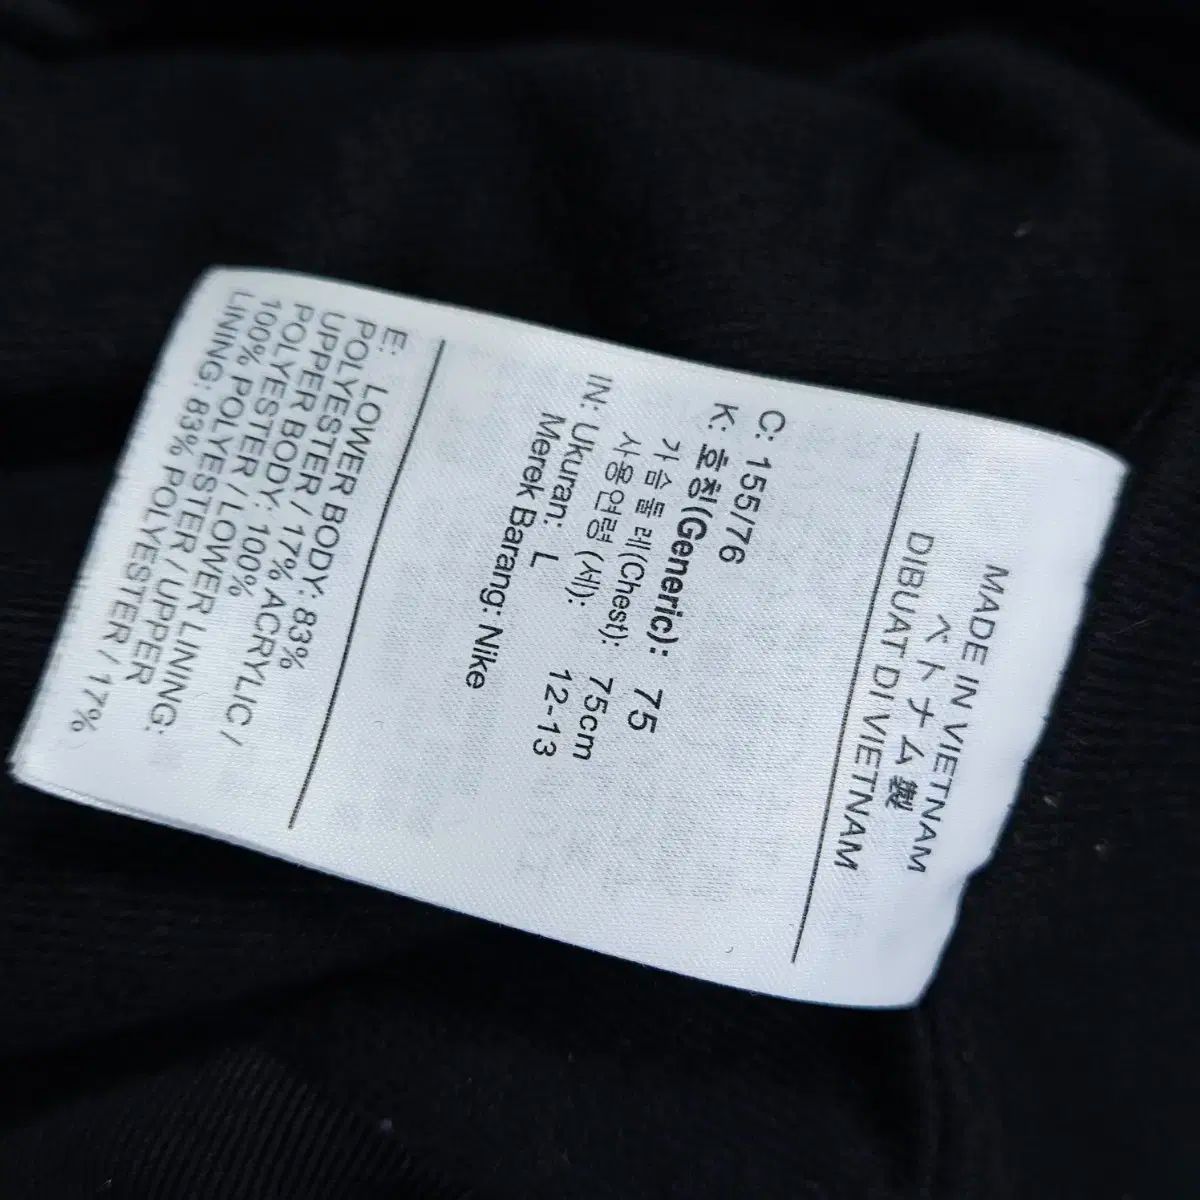 MADE IN VIETNAM
ベトナム製
DIBUAT DI VIETNAM
C: 155/76
K: 호칭(Generic): 75
가슴둘레(Chest): 75cm
사용연령(세): 12-13
IN: Ukuran: L
Merek Barang: Nike
E: LOWER BODY: 83%
POLYESTER / 17% ACRYLIC /
UPPER BODY: 100%
POLYESTER / LOWER LINING:
100% POLYESTER / UPPER
LINING: 83% POLYESTER / 17%